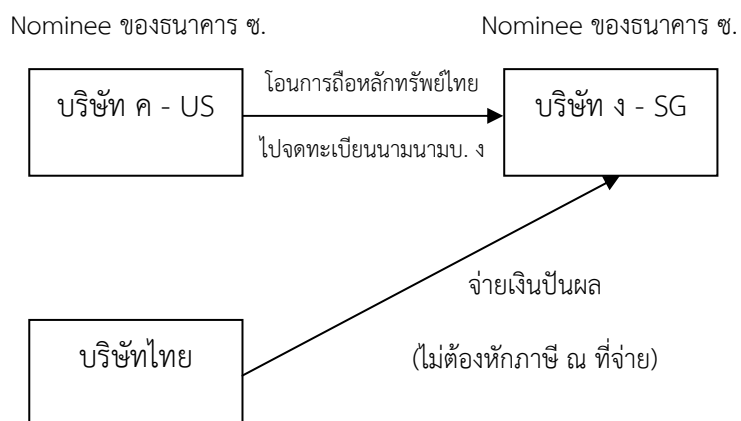 Nominee ของธนาคาร ซ.
Nominee ของธนาคาร ซ.
บริษัท ค - US
โอนการถือหลักทรัพย์ไทย
ไปจดทะเบียนนามนามบ. ง
บริษัท ง - SG
จ่ายเงินปันผล
บริษัทไทย
(ไม่ต้องหักภาษี ณ ที่จ่าย)